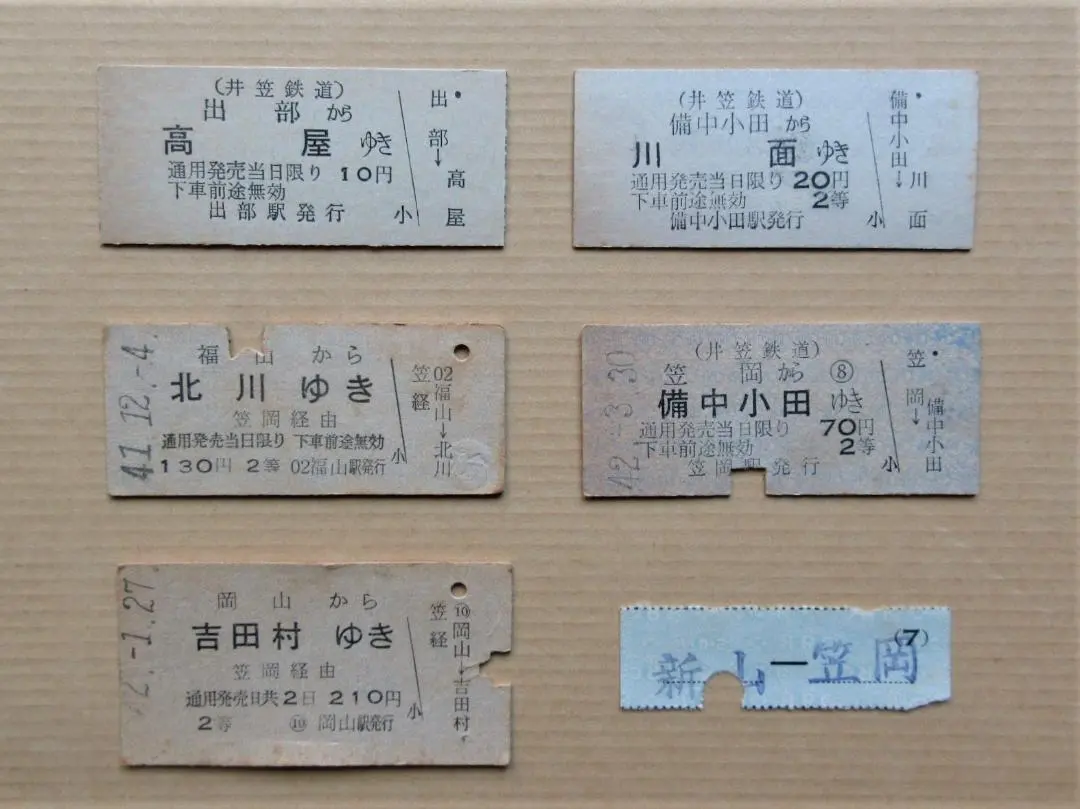 (井笠鉄道)
出部から
高屋ゆき
通用発売当日限り 10円
下車前途無効
出部駅発行 小
出部→高屋
(井笠鉄道)
備中小田から
川面ゆき
通用発売当日限り 20円
下車前途無効 2等
備中小田駅発行 小
備中小田→川面
41.12.-4.
福山から
北川ゆき
笠岡経由
通用発売当日限り 下車前途無効
130円 2等 02福山駅発行
小
笠経
02福山→北川
42.-3.30
(井笠鉄道)
笠岡から ⑧
備中小田ゆき
通用発売当日限り 70円
下車前途無効 2等
笠岡駅発行 小
笠岡→備中小田
2.-1.27
岡山から
吉田村ゆき
笠岡経由
通用発売日共2日 210円
2等 ⑩ 岡山駅発行
小
笠経
⑩岡山→吉田村
(7)
新山―笠岡